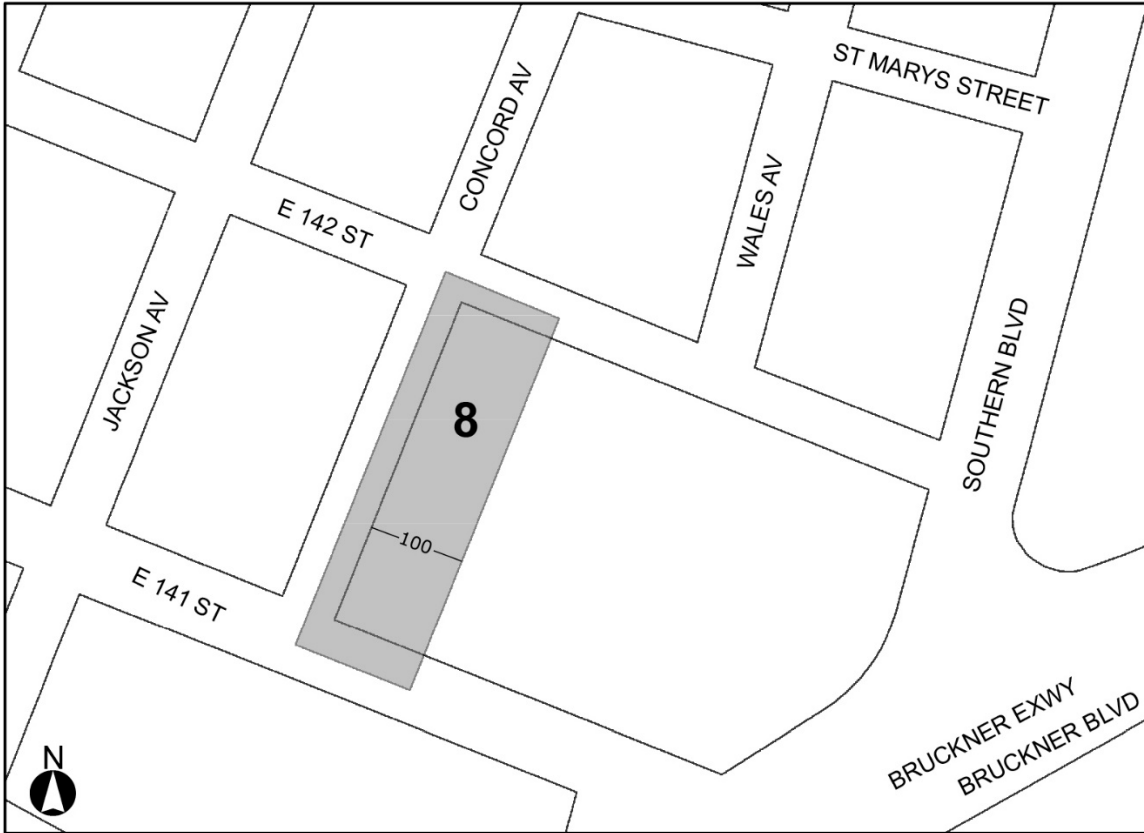 ST MARYS STREET
CONCORD AV
E 142 ST
WALES AV
JACKSON AV
SOUTHERN BLVD
8
100
E 141 ST
BRUCKNER EXWY
BRUCKNER BLVD
N